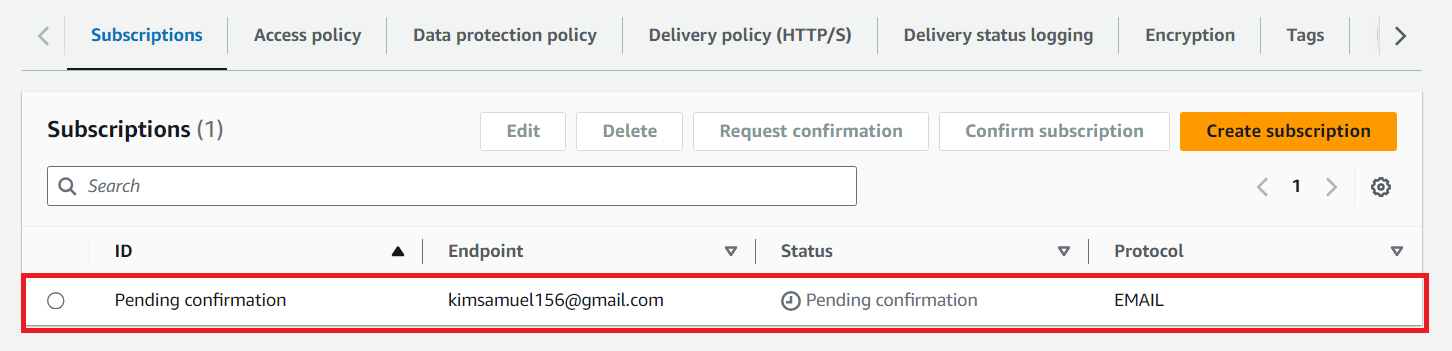 Subscriptions Access policy Data protection policy Delivery policy (HTTP/S) Delivery status logging Encryption Tags
Subscriptions (1) Edit Delete Request confirmation Confirm subscription Create subscription
Search 1
ID Endpoint Status Protocol
Pending confirmation kimsamuel156@gmail.com Pending confirmation EMAIL